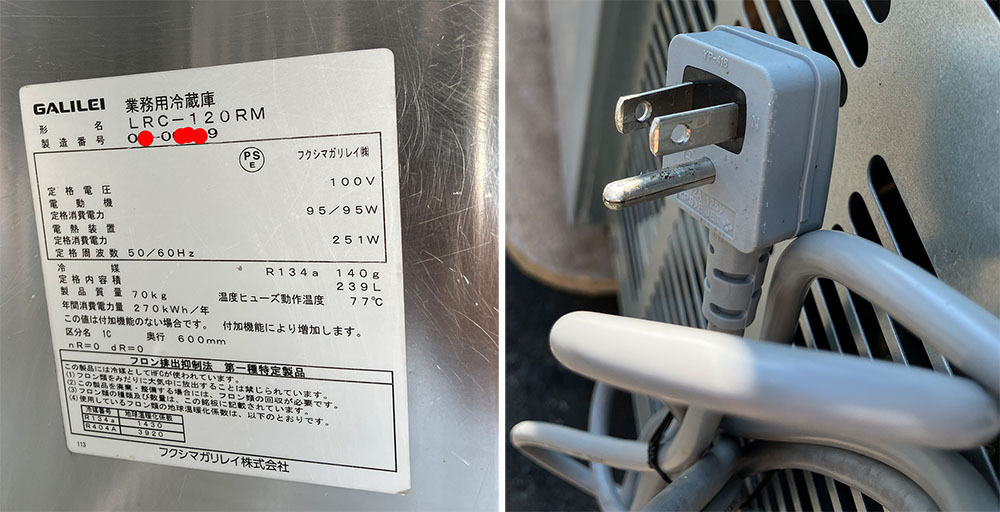 GALILEI 業務用冷蔵庫
形名 LRC-120RM
製造番号 0 -0 9
PS E フクシマガリレイ㈱
定格電圧 100V
電動機
定格消費電力 95/95W
電熱装置
定格消費電力 251W
定格周波数 50/60Hz
冷媒 R134a 140g
定格内容積 239L
製品質量 70kg 温度ヒューズ動作温度 77℃
年間消費電力量 270kWh/年
この値は付加機能のない場合です。付加機能により増加します。
区分名 1C 奥行 600mm
nR=0 dR=0
フロン排出抑制法 第一種特定製品
この製品には冷媒としてHFCが使われています。
(1)フロン類をみだりに大気中に放出することは禁じられています。
(2)この製品を廃棄・整備する場合には、フロン類の回収が必要です。
(3)フロン類の種類及び数量は、この銘板に記載されています。
(4)使用しているフロン類の地球温暖化係数は、以下のとおりです。
冷媒番号 地球温暖化係数
R134a 1430
R404A 3920
113
フクシマガリレイ株式会社